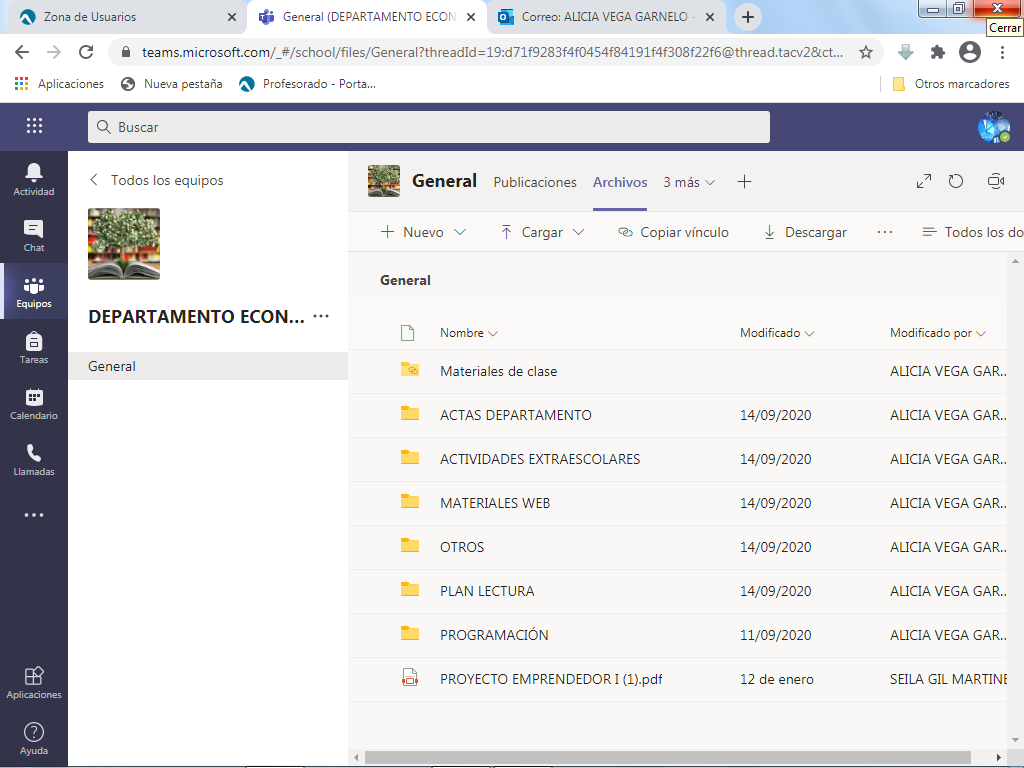 Zona de Usuarios
General (DEPARTAMENTO ECON
Correo: ALICIA VEGA GARNELO -
Cerrar
teams.microsoft.com/_#/school/files/General?threadId=19:d71f9283f4f0454f84191f4f308f22f6@thread.tacv2&ct...
Aplicaciones
Nueva pestaña
Profesorado - Porta...
Otros marcadores
Buscar
Actividad
Chat
Equipos
Tareas
Calendario
Llamadas
Aplicaciones
Ayuda
Todos los equipos
DEPARTAMENTO ECON... ...
General
General Publicaciones Archivos 3 más
Nuevo Cargar Copiar vínculo Descargar ... Todos los do
General
Nombre Modificado Modificado por
Materiales de clase ALICIA VEGA GAR..
ACTAS DEPARTAMENTO 14/09/2020 ALICIA VEGA GAR..
ACTIVIDADES EXTRAESCOLARES 14/09/2020 ALICIA VEGA GAR..
MATERIALES WEB 14/09/2020 ALICIA VEGA GAR..
OTROS 14/09/2020 ALICIA VEGA GAR..
PLAN LECTURA 14/09/2020 ALICIA VEGA GAR..
PROGRAMACIÓN 11/09/2020 ALICIA VEGA GAR..
PROYECTO EMPRENDEDOR I (1).pdf 12 de enero SEILA GIL MARTINE